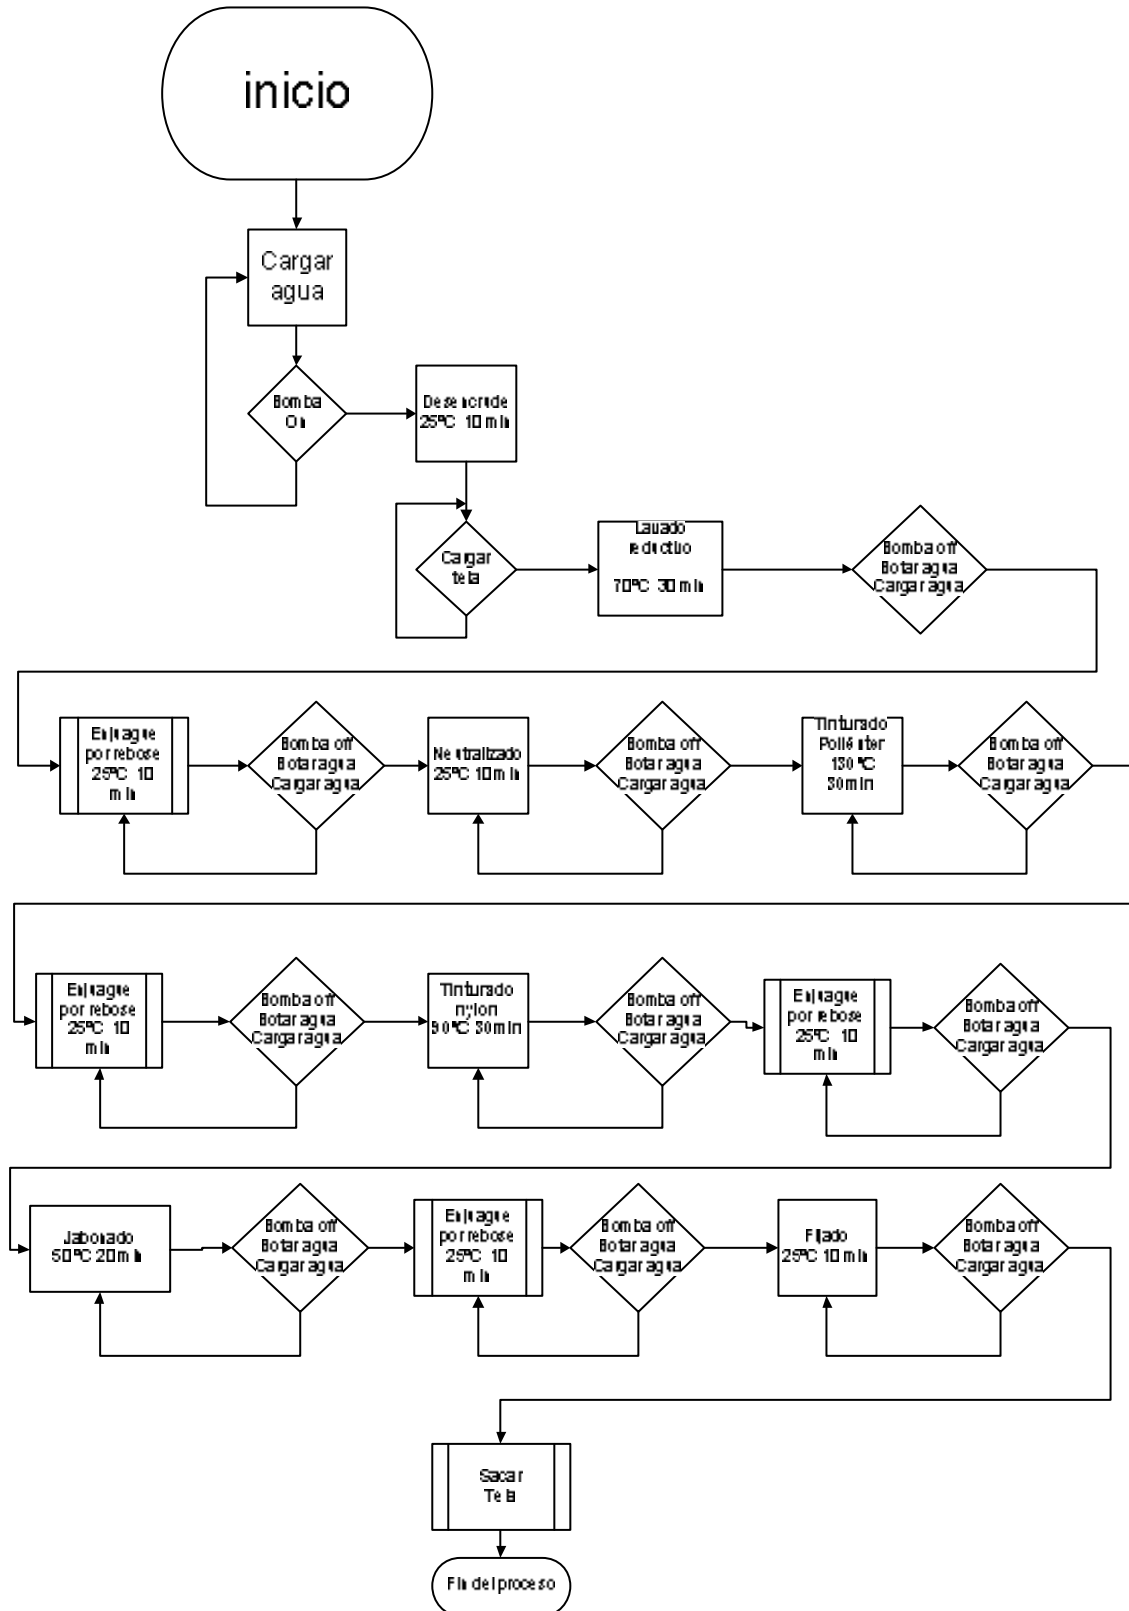 inicio
Cargar
agua
Bomba
On
Desencrude
25ºC 10 min
Cargar
tela
Lavado
reductivo
70ºC 30 min
Bomba off
Botar agua
Cargar agua
Enjuague
por rebose
25ºC 10
min
Bomba off
Botar agua
Cargar agua
Neutralizado
25ºC 10 min
Bomba off
Botar agua
Cargar agua
Tinturado
Poliéster
130 ºC
30min
Bomba off
Botar agua
Cargar agua
Enjuague
por rebose
25ºC 10
min
Bomba off
Botar agua
Cargar agua
Tinturado
nylon
90ºC 30min
Bomba off
Botar agua
Cargar agua
Enjuague
por rebose
25ºC 10
min
Bomba off
Botar agua
Cargar agua
Jabonado
50ºC 20 min
Bomba off
Botar agua
Cargar agua
Enjuague
por rebose
25ºC 10
min
Bomba off
Botar agua
Cargar agua
Fijado
25ºC 10 min
Bomba off
Botar agua
Cargar agua
Sacar
Tela
Fin del proceso